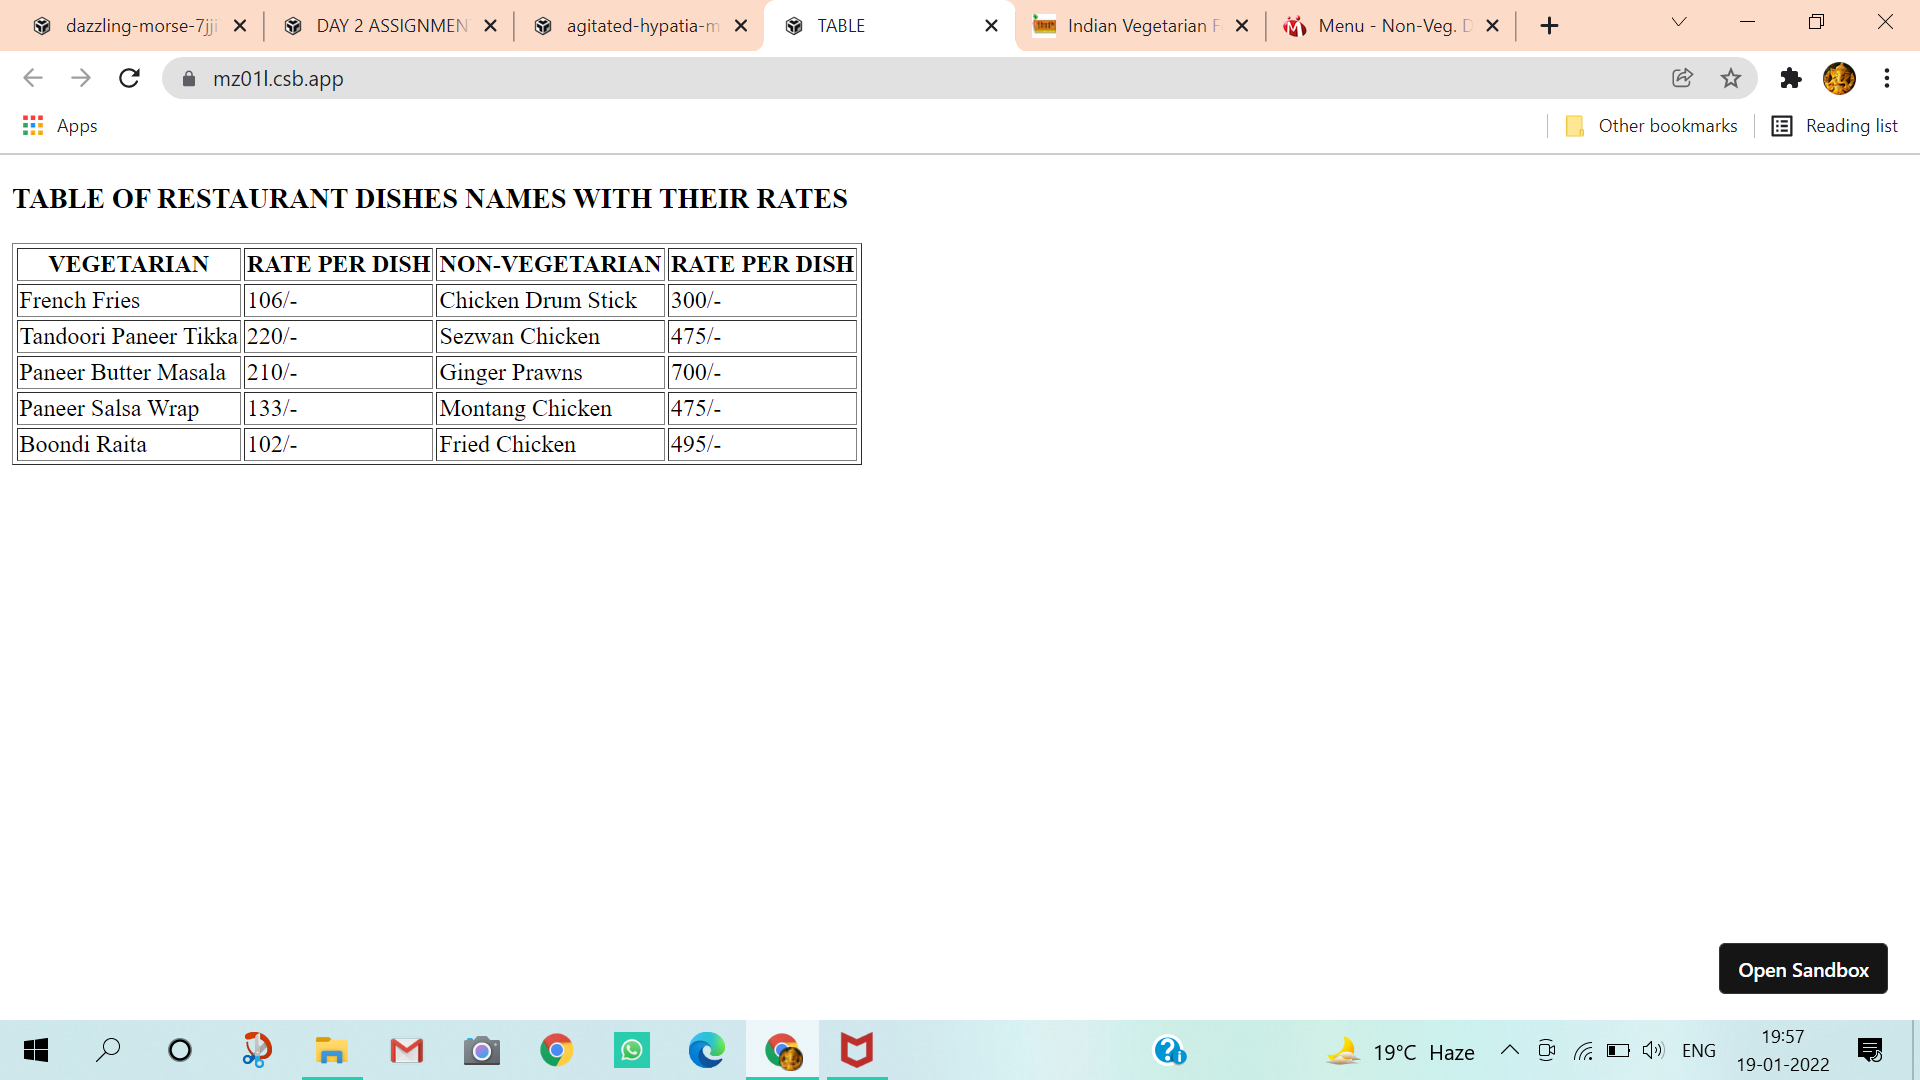 dazzling-morse-7jji DAY 2 ASSIGNMEN agitated-hypatia-m TABLE Indian Vegetarian F Menu - Non-Veg. D
mz01l.csb.app
Apps Other bookmarks Reading list
TABLE OF RESTAURANT DISHES NAMES WITH THEIR RATES
VEGETARIAN RATE PER DISH NON-VEGETARIAN RATE PER DISH
French Fries 106/- Chicken Drum Stick 300/-
Tandoori Paneer Tikka 220/- Sezwan Chicken 475/-
Paneer Butter Masala 210/- Ginger Prawns 700/-
Paneer Salsa Wrap 133/- Montang Chicken 475/-
Boondi Raita 102/- Fried Chicken 495/-
Open Sandbox
19°C Haze ENG 19:57
19-01-2022